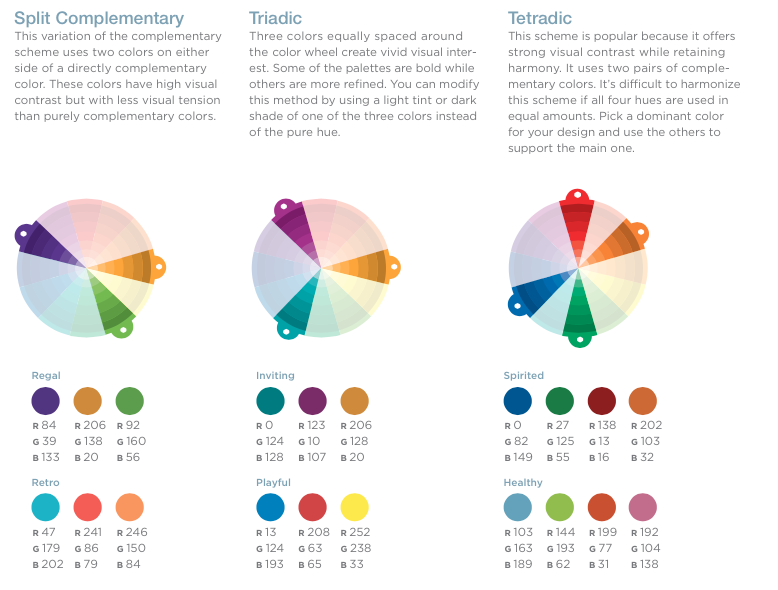 Split Complementary
This variation of the complementary
scheme uses two colors on either
side of a directly complementary
color. These colors have high visual
contrast but with less visual tension
than purely complementary colors.
Triadic
Three colors equally spaced around
the color wheel create vivid visual inter-
est. Some of the palettes are bold while
others are more refined. You can modify
this method by using a light tint or dark
shade of one of the three colors instead
of the pure hue.
Tetradic
This scheme is popular because it offers
strong visual contrast while retaining
harmony. It uses two pairs of comple-
mentary colors. It's difficult to harmonize
this scheme if all four hues are used in
equal amounts. Pick a dominant color
for your design and use the others to
support the main one.
Regal
R 84 R 206 R 92
G 39 G 138 G 160
B 133 B 20 B 56
Retro
R 47 R 241 R 246
G 179 G 86 G 150
B 202 B 79 B 84
Inviting
R 0 R 123 R 206
G 124 G 10 G 128
B 128 B 107 B 20
Playful
R 13 R 208 R 252
G 124 G 63 G 238
B 193 B 65 B 33
Spirited
R 0 R 27 R 138 R 202
G 82 G 125 G 13 G 103
B 149 B 55 B 16 B 32
Healthy
R 103 R 144 R 199 R 192
G 163 G 193 G 77 G 104
B 189 B 62 B 31 B 138